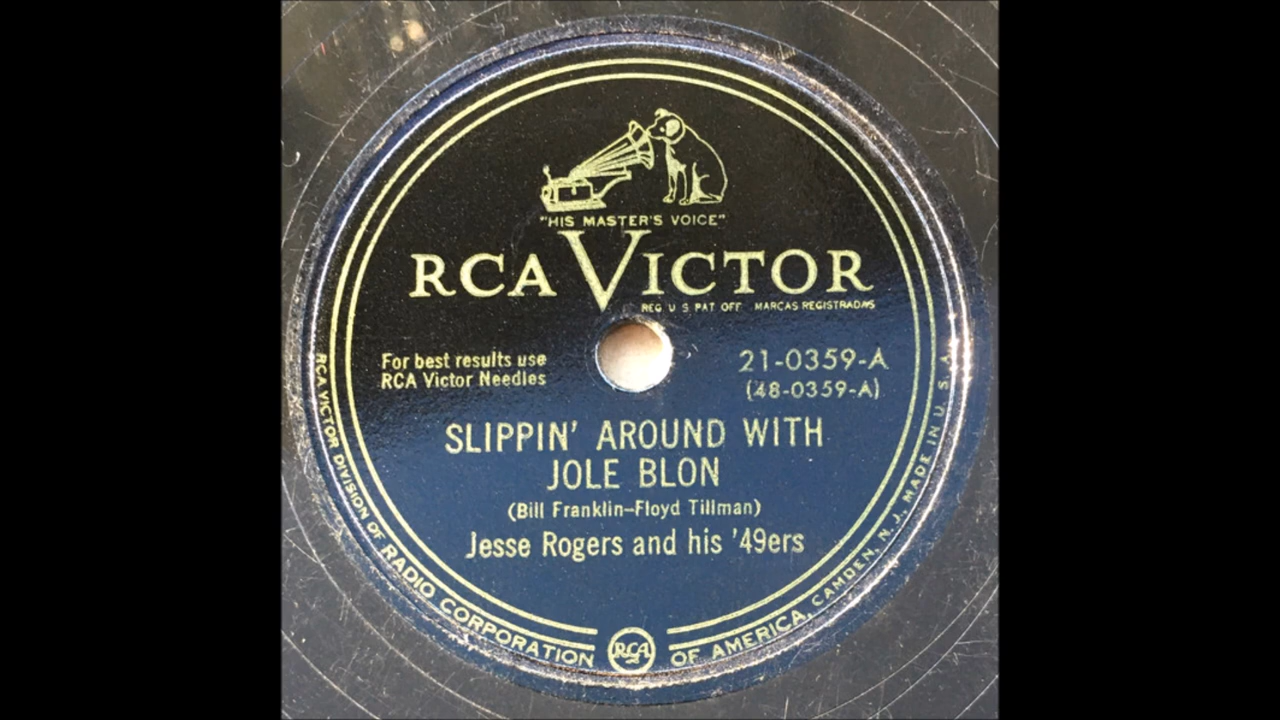 "HIS MASTER'S VOICE"
RCA VICTOR
REG U S PAT OFF MARCAS REGISTRADAS
For best results use
RCA Victor Needles
21-0359-A
(48-0359-A)
SLIPPIN' AROUND WITH
JOLE BLON
(Bill Franklin–Floyd Tillman)
Jesse Rogers and his '49ers
RCA VICTOR DIVISION OF RADIO CORPORATION OF AMERICA, CAMDEN, N. J., MADE IN U. S. A.
RCA